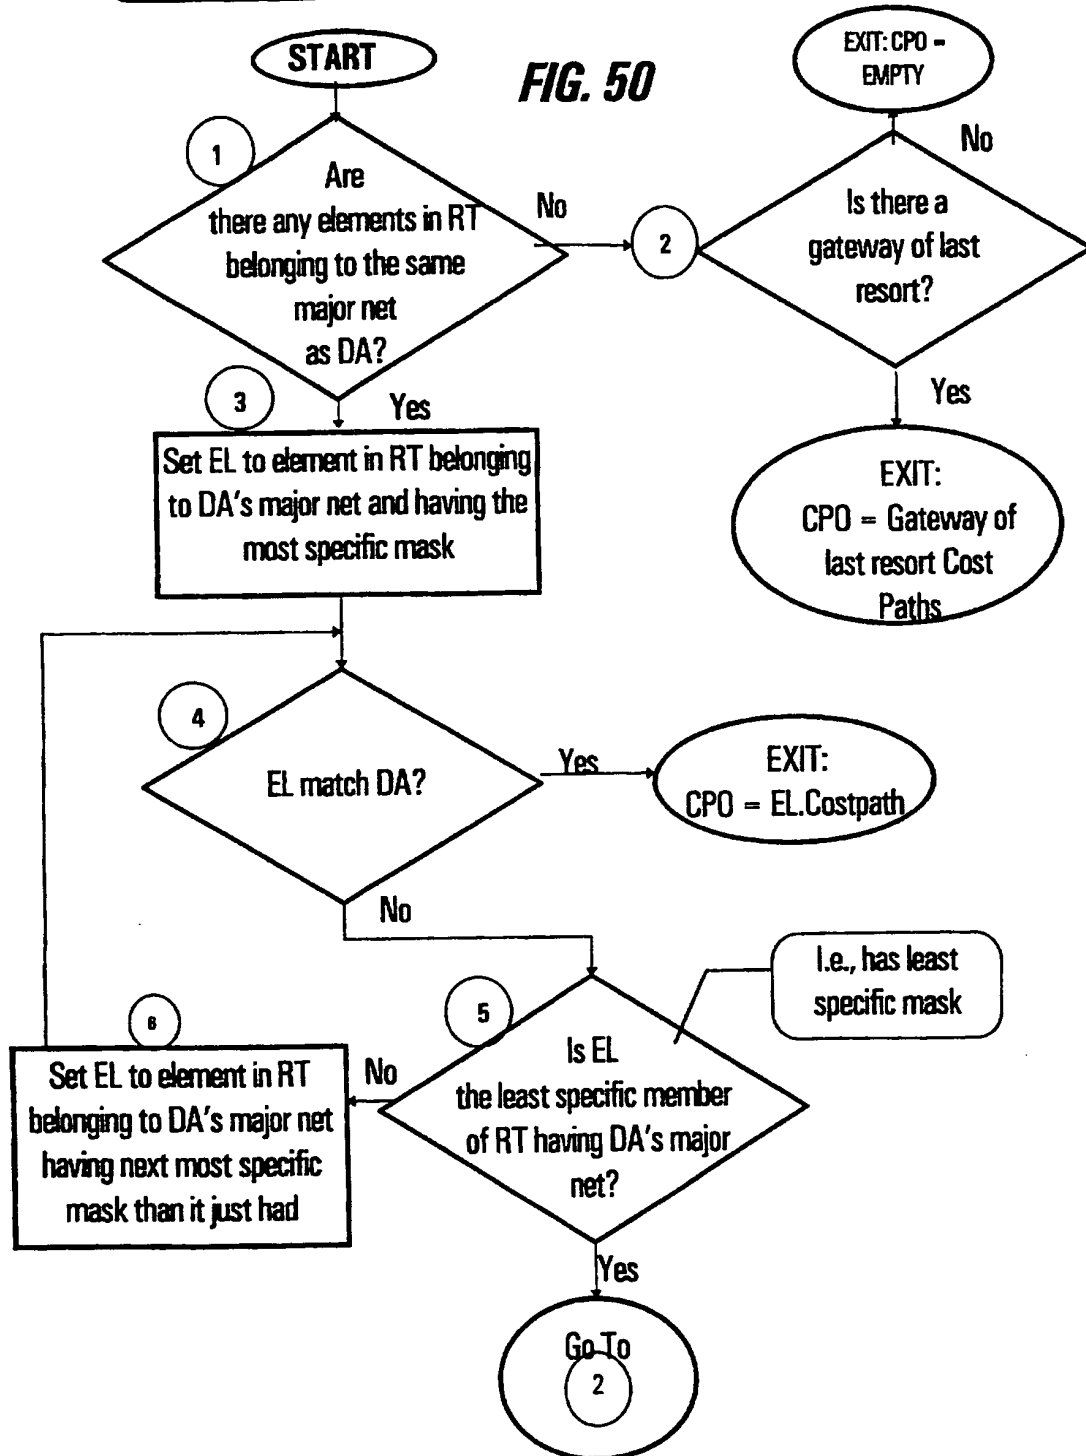 START
FIG. 50
EXIT: CPO =
EMPTY
1
Are
there any elements in RT
belonging to the same
major net
as DA?
No
2
Is there a
gateway of last
resort?
No
Yes
EXIT:
CPO = Gateway of
last resort Cost
Paths
3
Yes
Set EL to element in RT belonging
to DA's major net and having the
most specific mask
4
EL match DA?
Yes
EXIT:
CPO = EL.Costpath
No
I.e., has least
specific mask
5
Is EL
the least specific member
of RT having DA's major
net?
No
6
Set EL to element in RT
belonging to DA's major net
having next most specific
mask than it just had
Yes
Go To
2